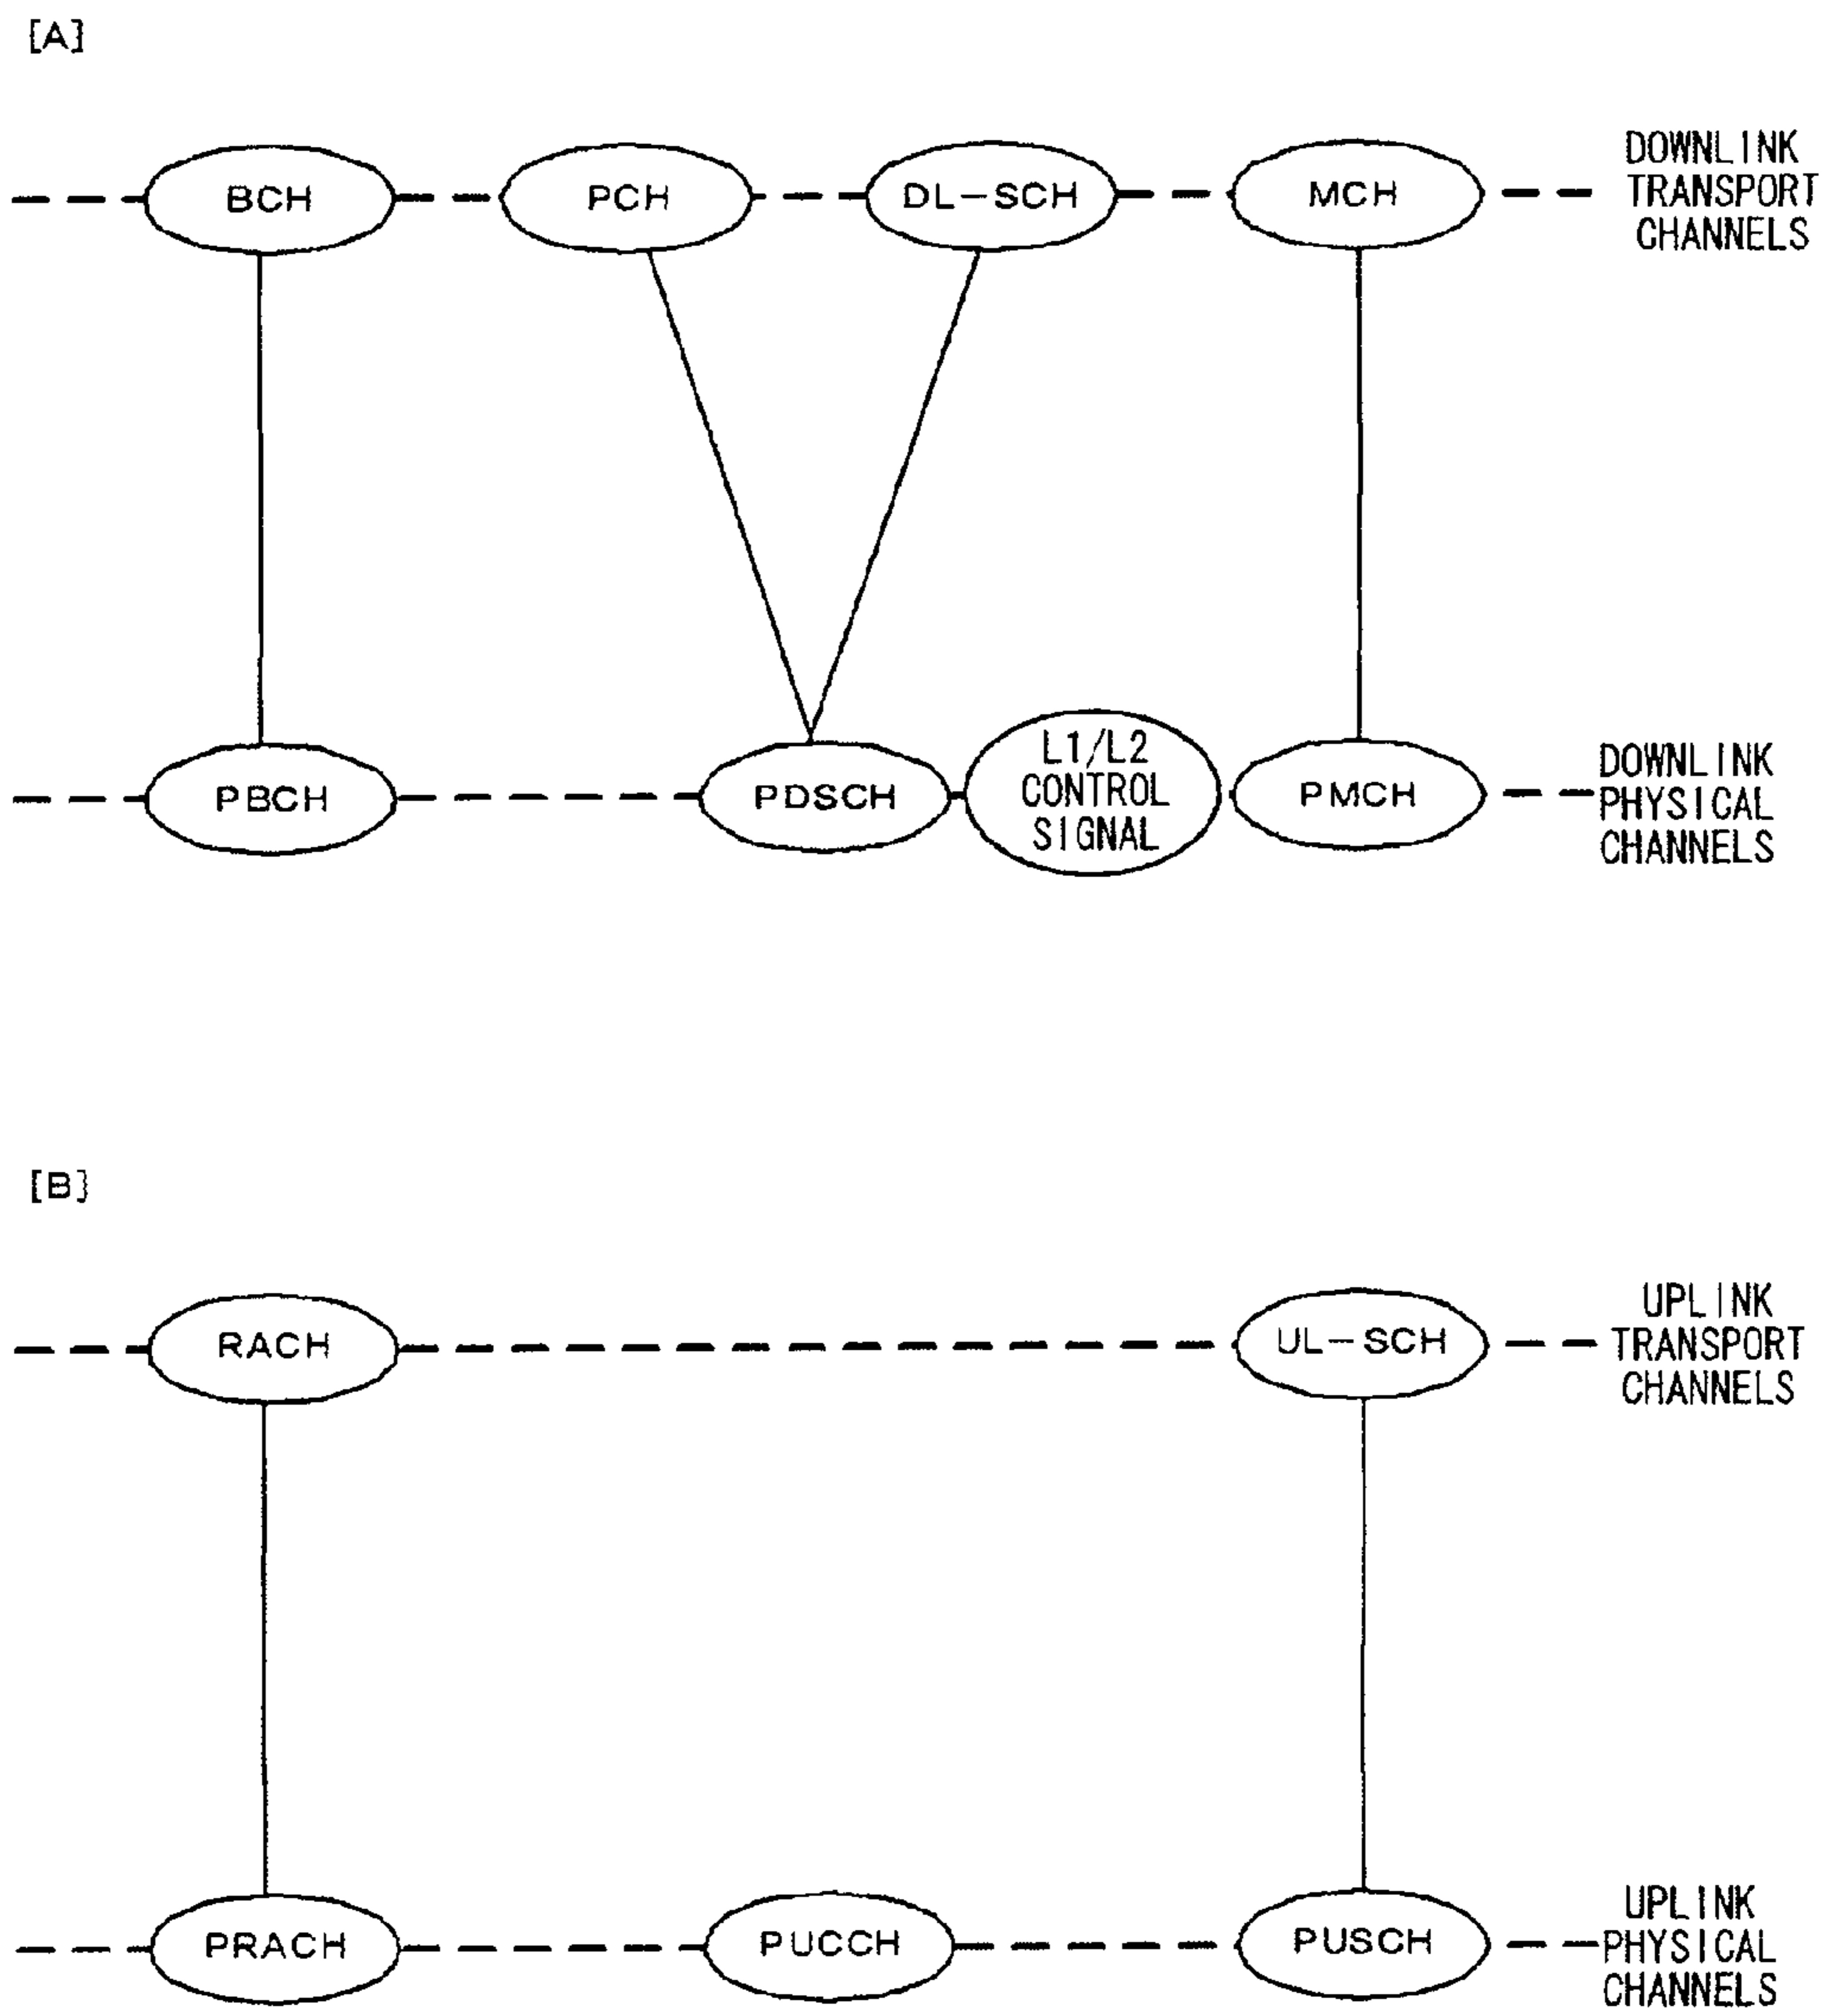 [A]
BCH
PCH
DL-SCH
MCH
DOWNLINK
TRANSPORT
CHANNELS
PBCH
PDSCH
L1/L2
CONTROL
SIGNAL
PMCH
DOWNLINK
PHYSICAL
CHANNELS
[B]
RACH
UL-SCH
UPLINK
TRANSPORT
CHANNELS
PRACH
PUCCH
PUSCH
UPLINK
PHYSICAL
CHANNELS